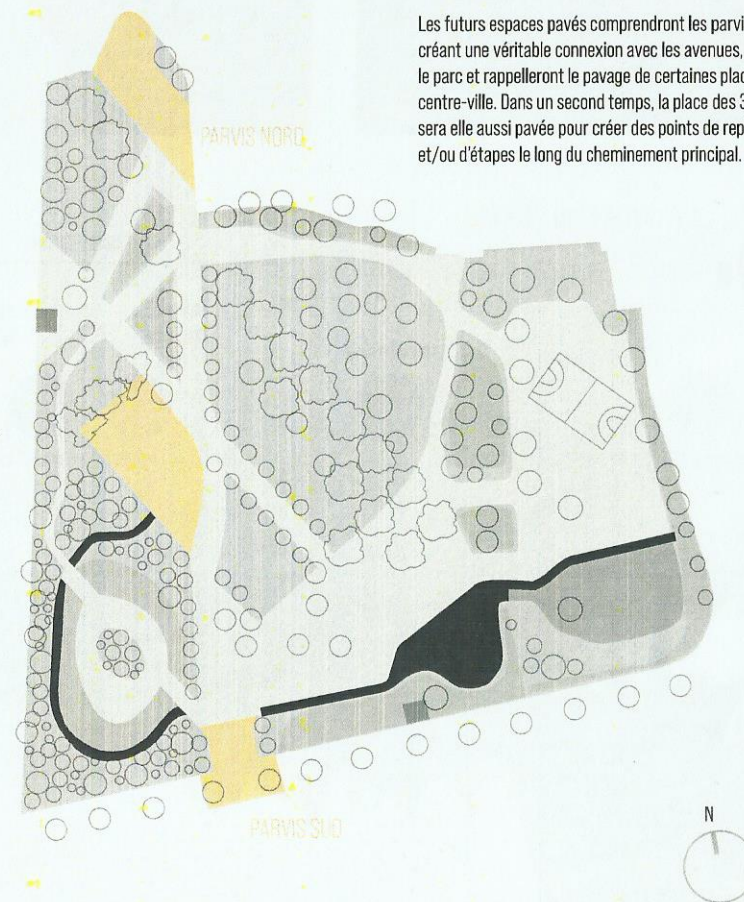 Les futurs espaces pavés comprendront les parvi
créant une véritable connexion avec les avenues,
le parc et rappelleront le pavage de certaines plac
centre-ville. Dans un second temps, la place des 3
sera elle aussi pavée pour créer des points de rep
et/ou d'étapes le long du cheminement principal.
PARVIS NORD
PARVIS SUD
N